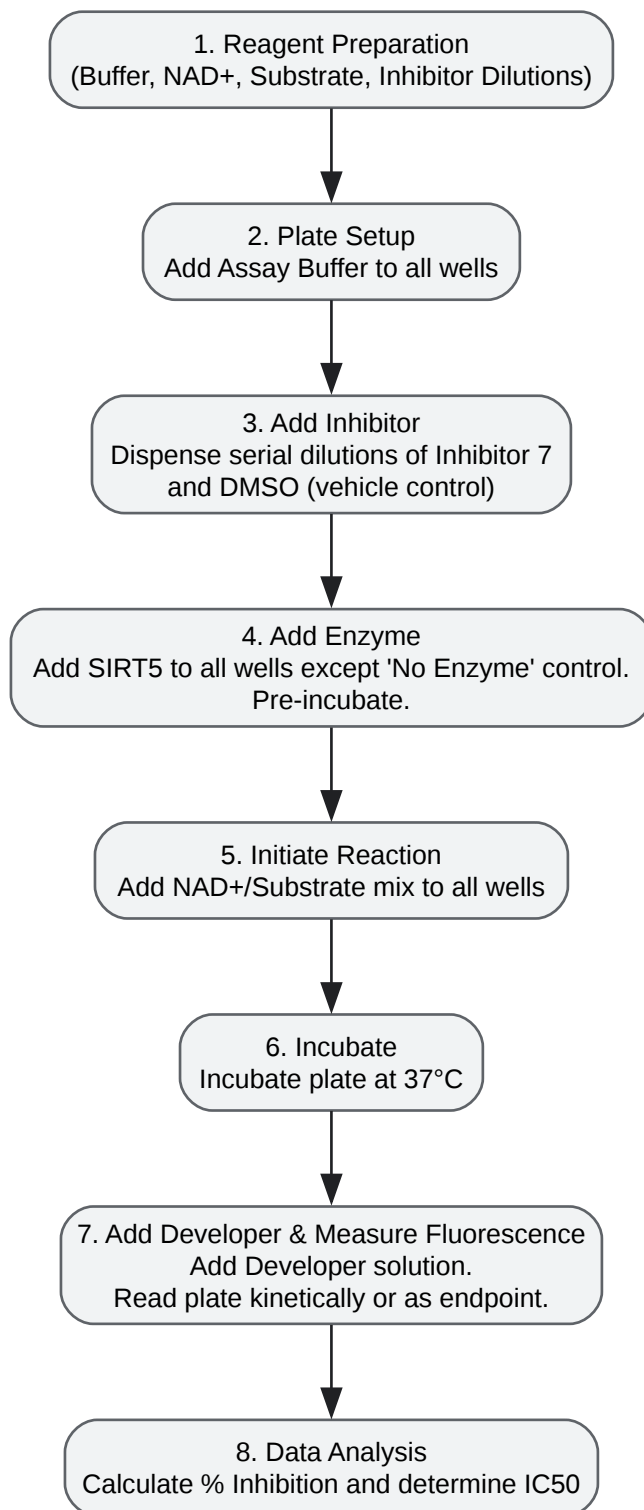 1. Reagent Preparation
(Buffer, NAD+, Substrate, Inhibitor Dilutions)
2. Plate Setup
Add Assay Buffer to all wells
3. Add Inhibitor
Dispense serial dilutions of Inhibitor 7
and DMSO (vehicle control)
4. Add Enzyme
Add SIRT5 to all wells except 'No Enzyme' control.
Pre-incubate.
5. Initiate Reaction
Add NAD+/Substrate mix to all wells
6. Incubate
Incubate plate at 37°C
7. Add Developer & Measure Fluorescence
Add Developer solution.
Read plate kinetically or as endpoint.
8. Data Analysis
Calculate % Inhibition and determine IC50